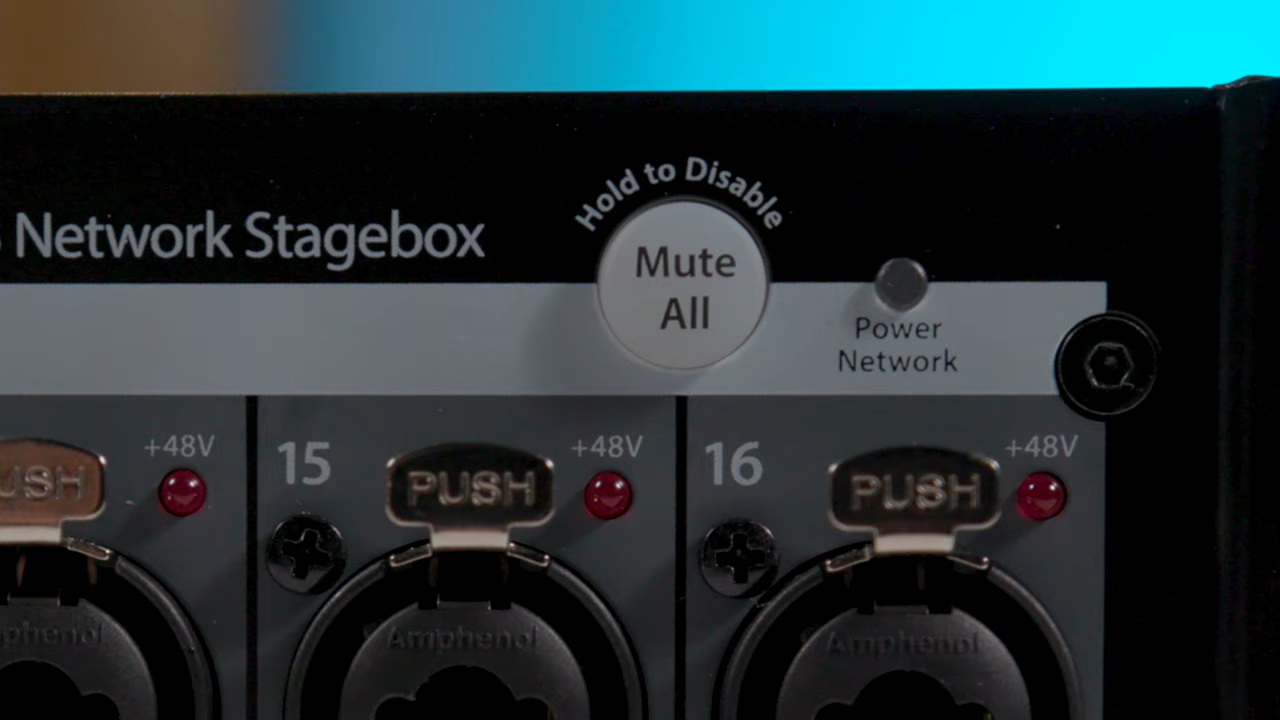 Hold to Disable
Network Stagebox
Mute
All
Power
Network
+48V
15
+48V
16
+48V
PUSH
PUSH
Amphenol
Amphenol